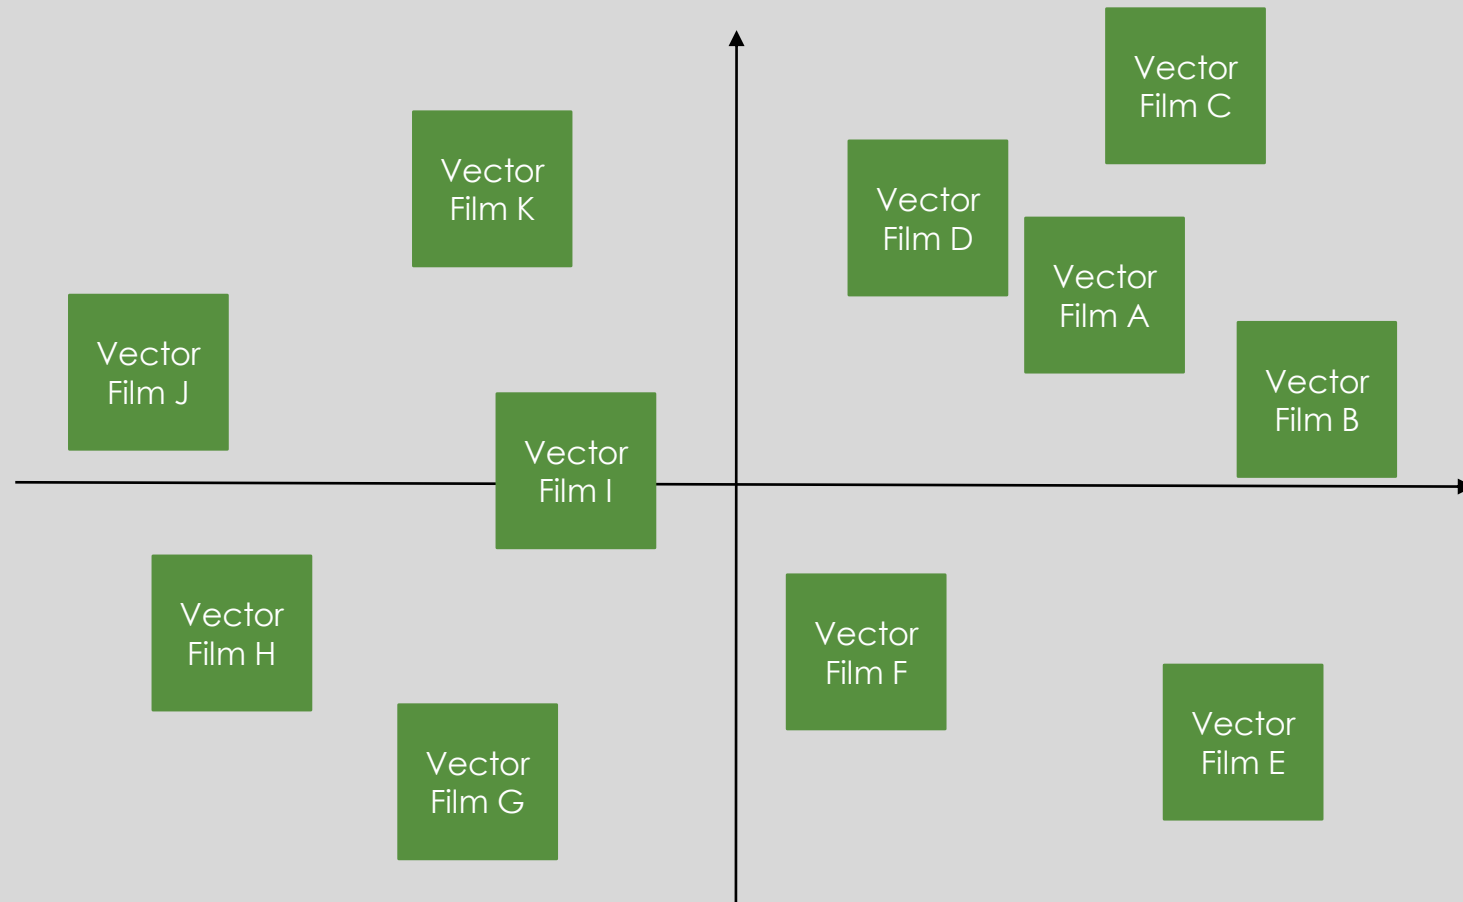 Vector
Film C
Vector
Film K
Vector
Film D
Vector
Film A
Vector
Film J
Vector
Film B
Vector
Film I
Vector
Film H
Vector
Film F
Vector
Film E
Vector
Film G